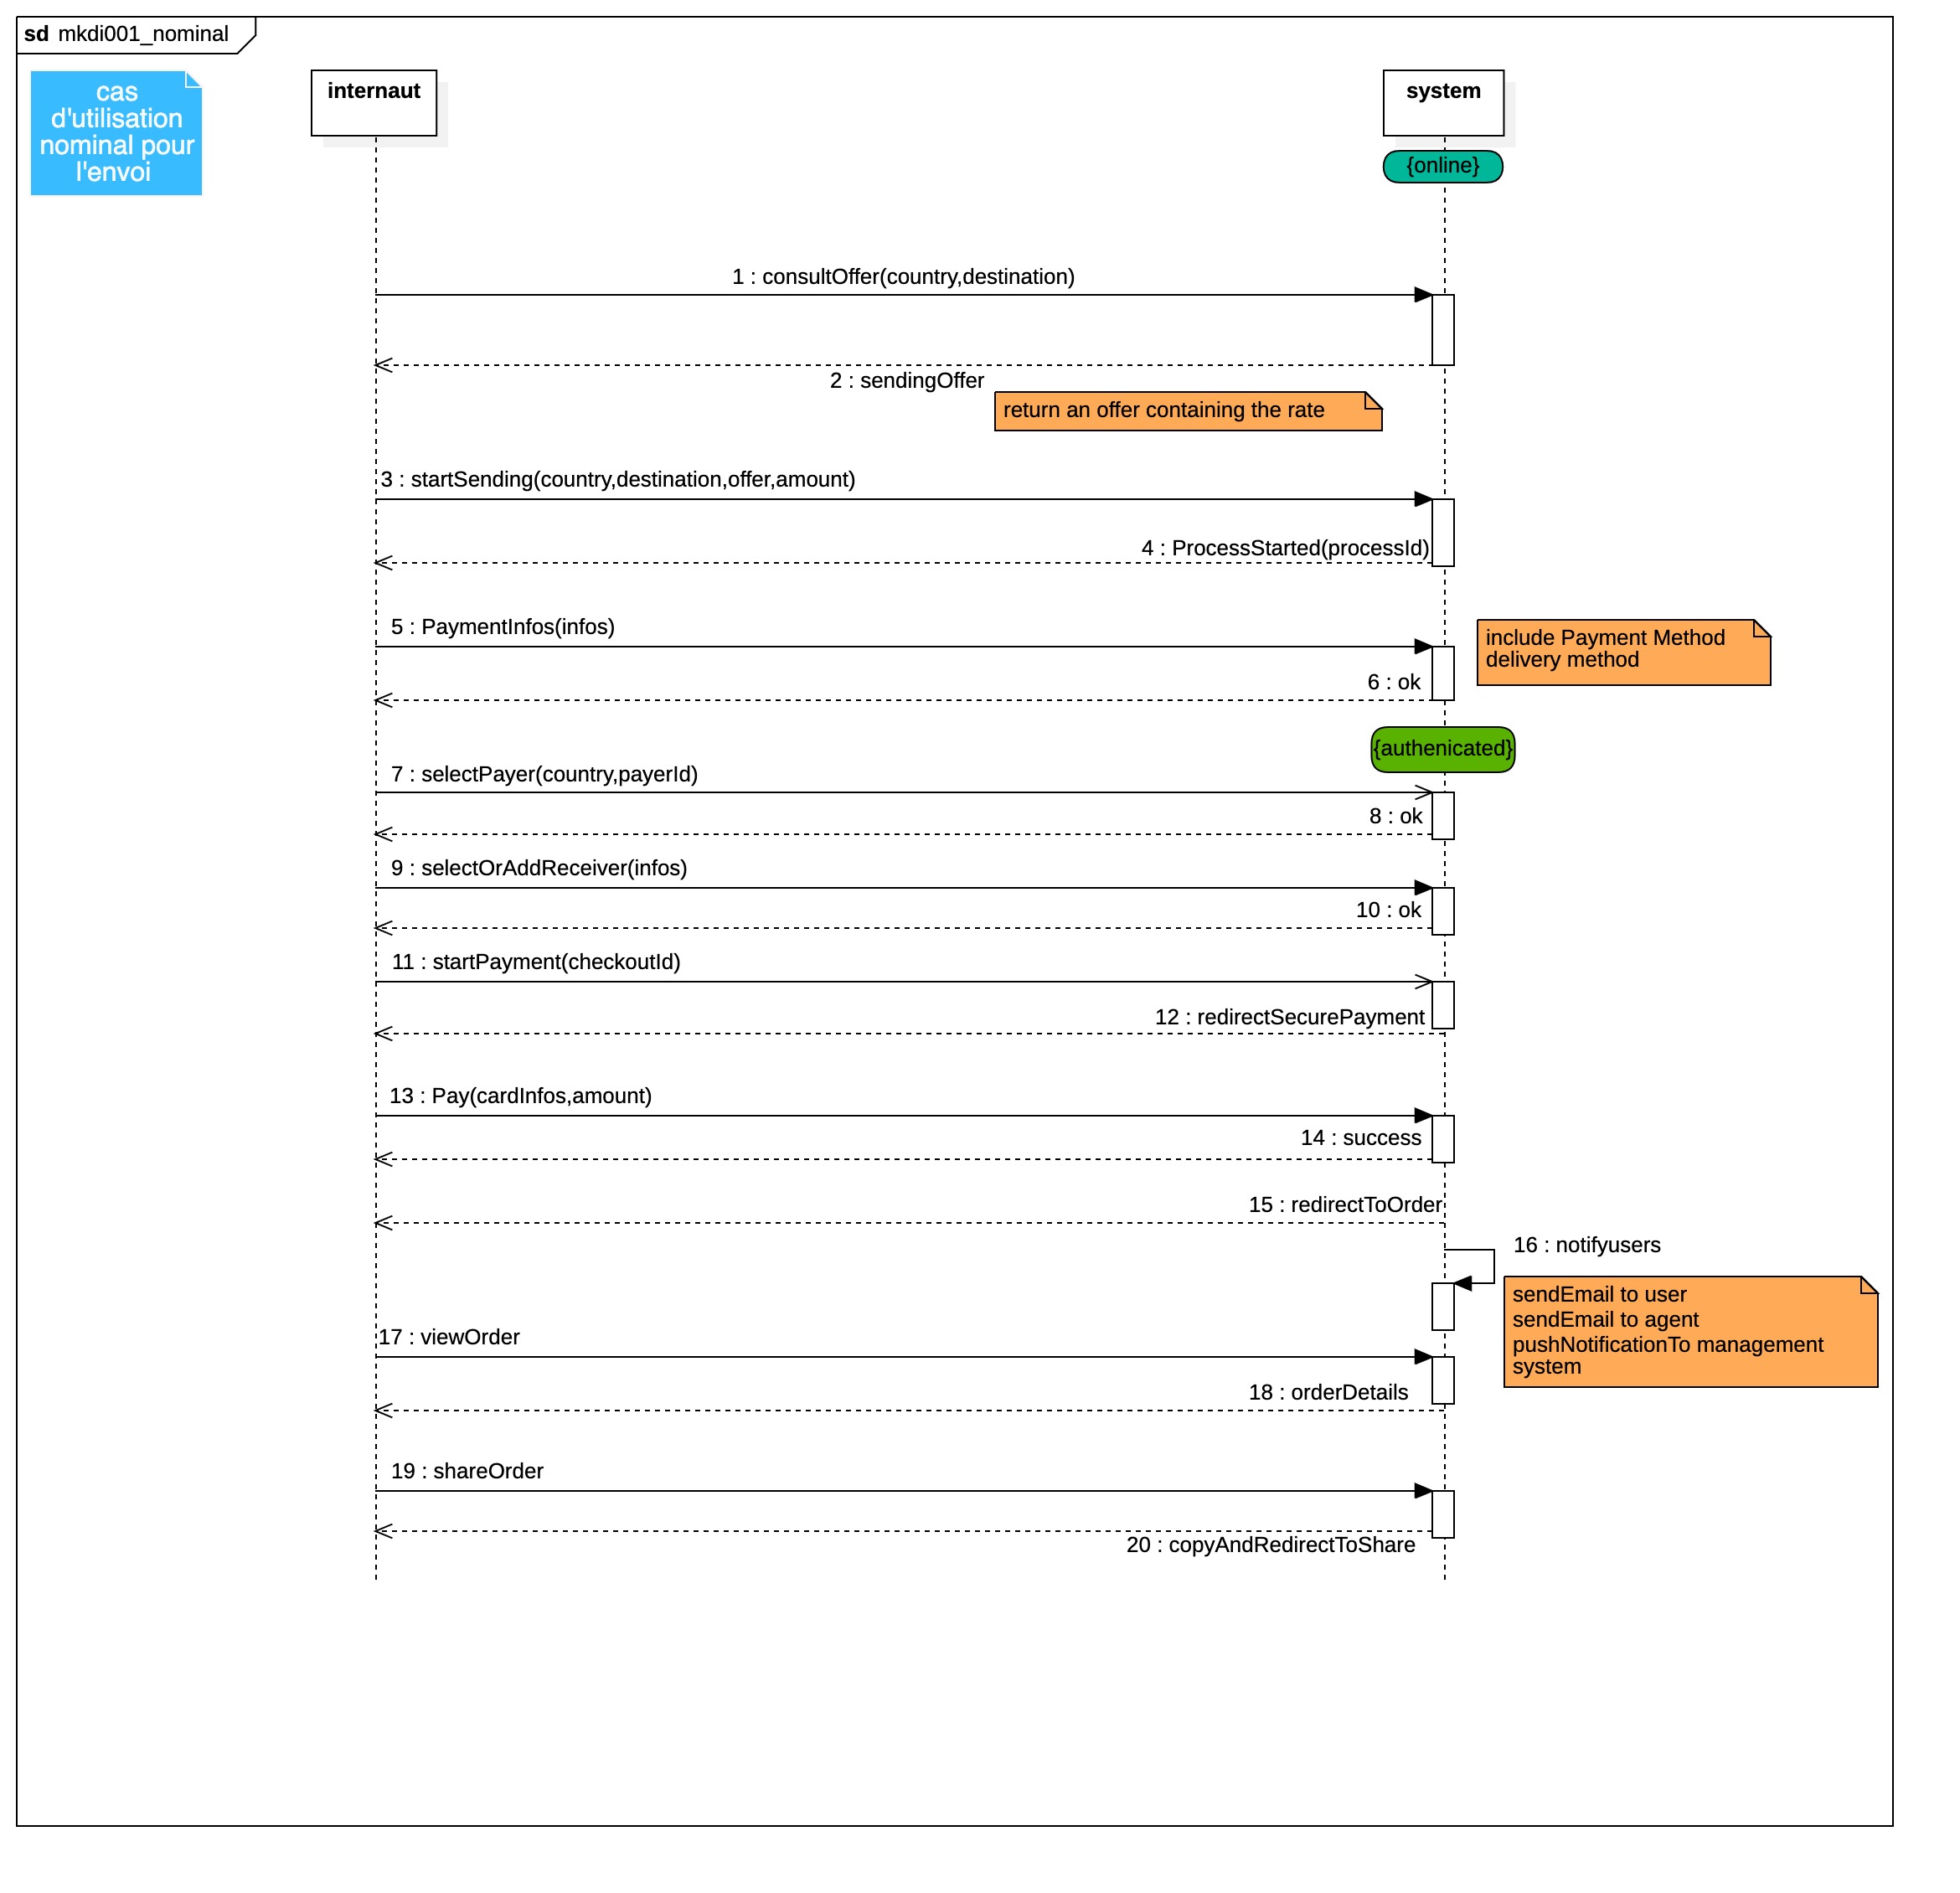 sd mkdi001_nominal
cas
d'utilisation
nominal pour
l'envoi
internaut
system
{online}
1 : consultOffer(country,destination)
2 : sendingOffer
return an offer containing the rate
3 : startSending(country,destination,offer,amount)
4 : ProcessStarted(processId)
5 : PaymentInfos(infos)
include Payment Method
delivery method
6 : ok
{authenicated}
7 : selectPayer(country,payerId)
8 : ok
9 : selectOrAddReceiver(infos)
10 : ok
11 : startPayment(checkoutId)
12 : redirectSecurePayment
13 : Pay(cardInfos,amount)
14 : success
15 : redirectToOrder
16 : notifyusers
sendEmail to user
sendEmail to agent
pushNotificationTo management
system
17 : viewOrder
18 : orderDetails
19 : shareOrder
20 : copyAndRedirectToShare